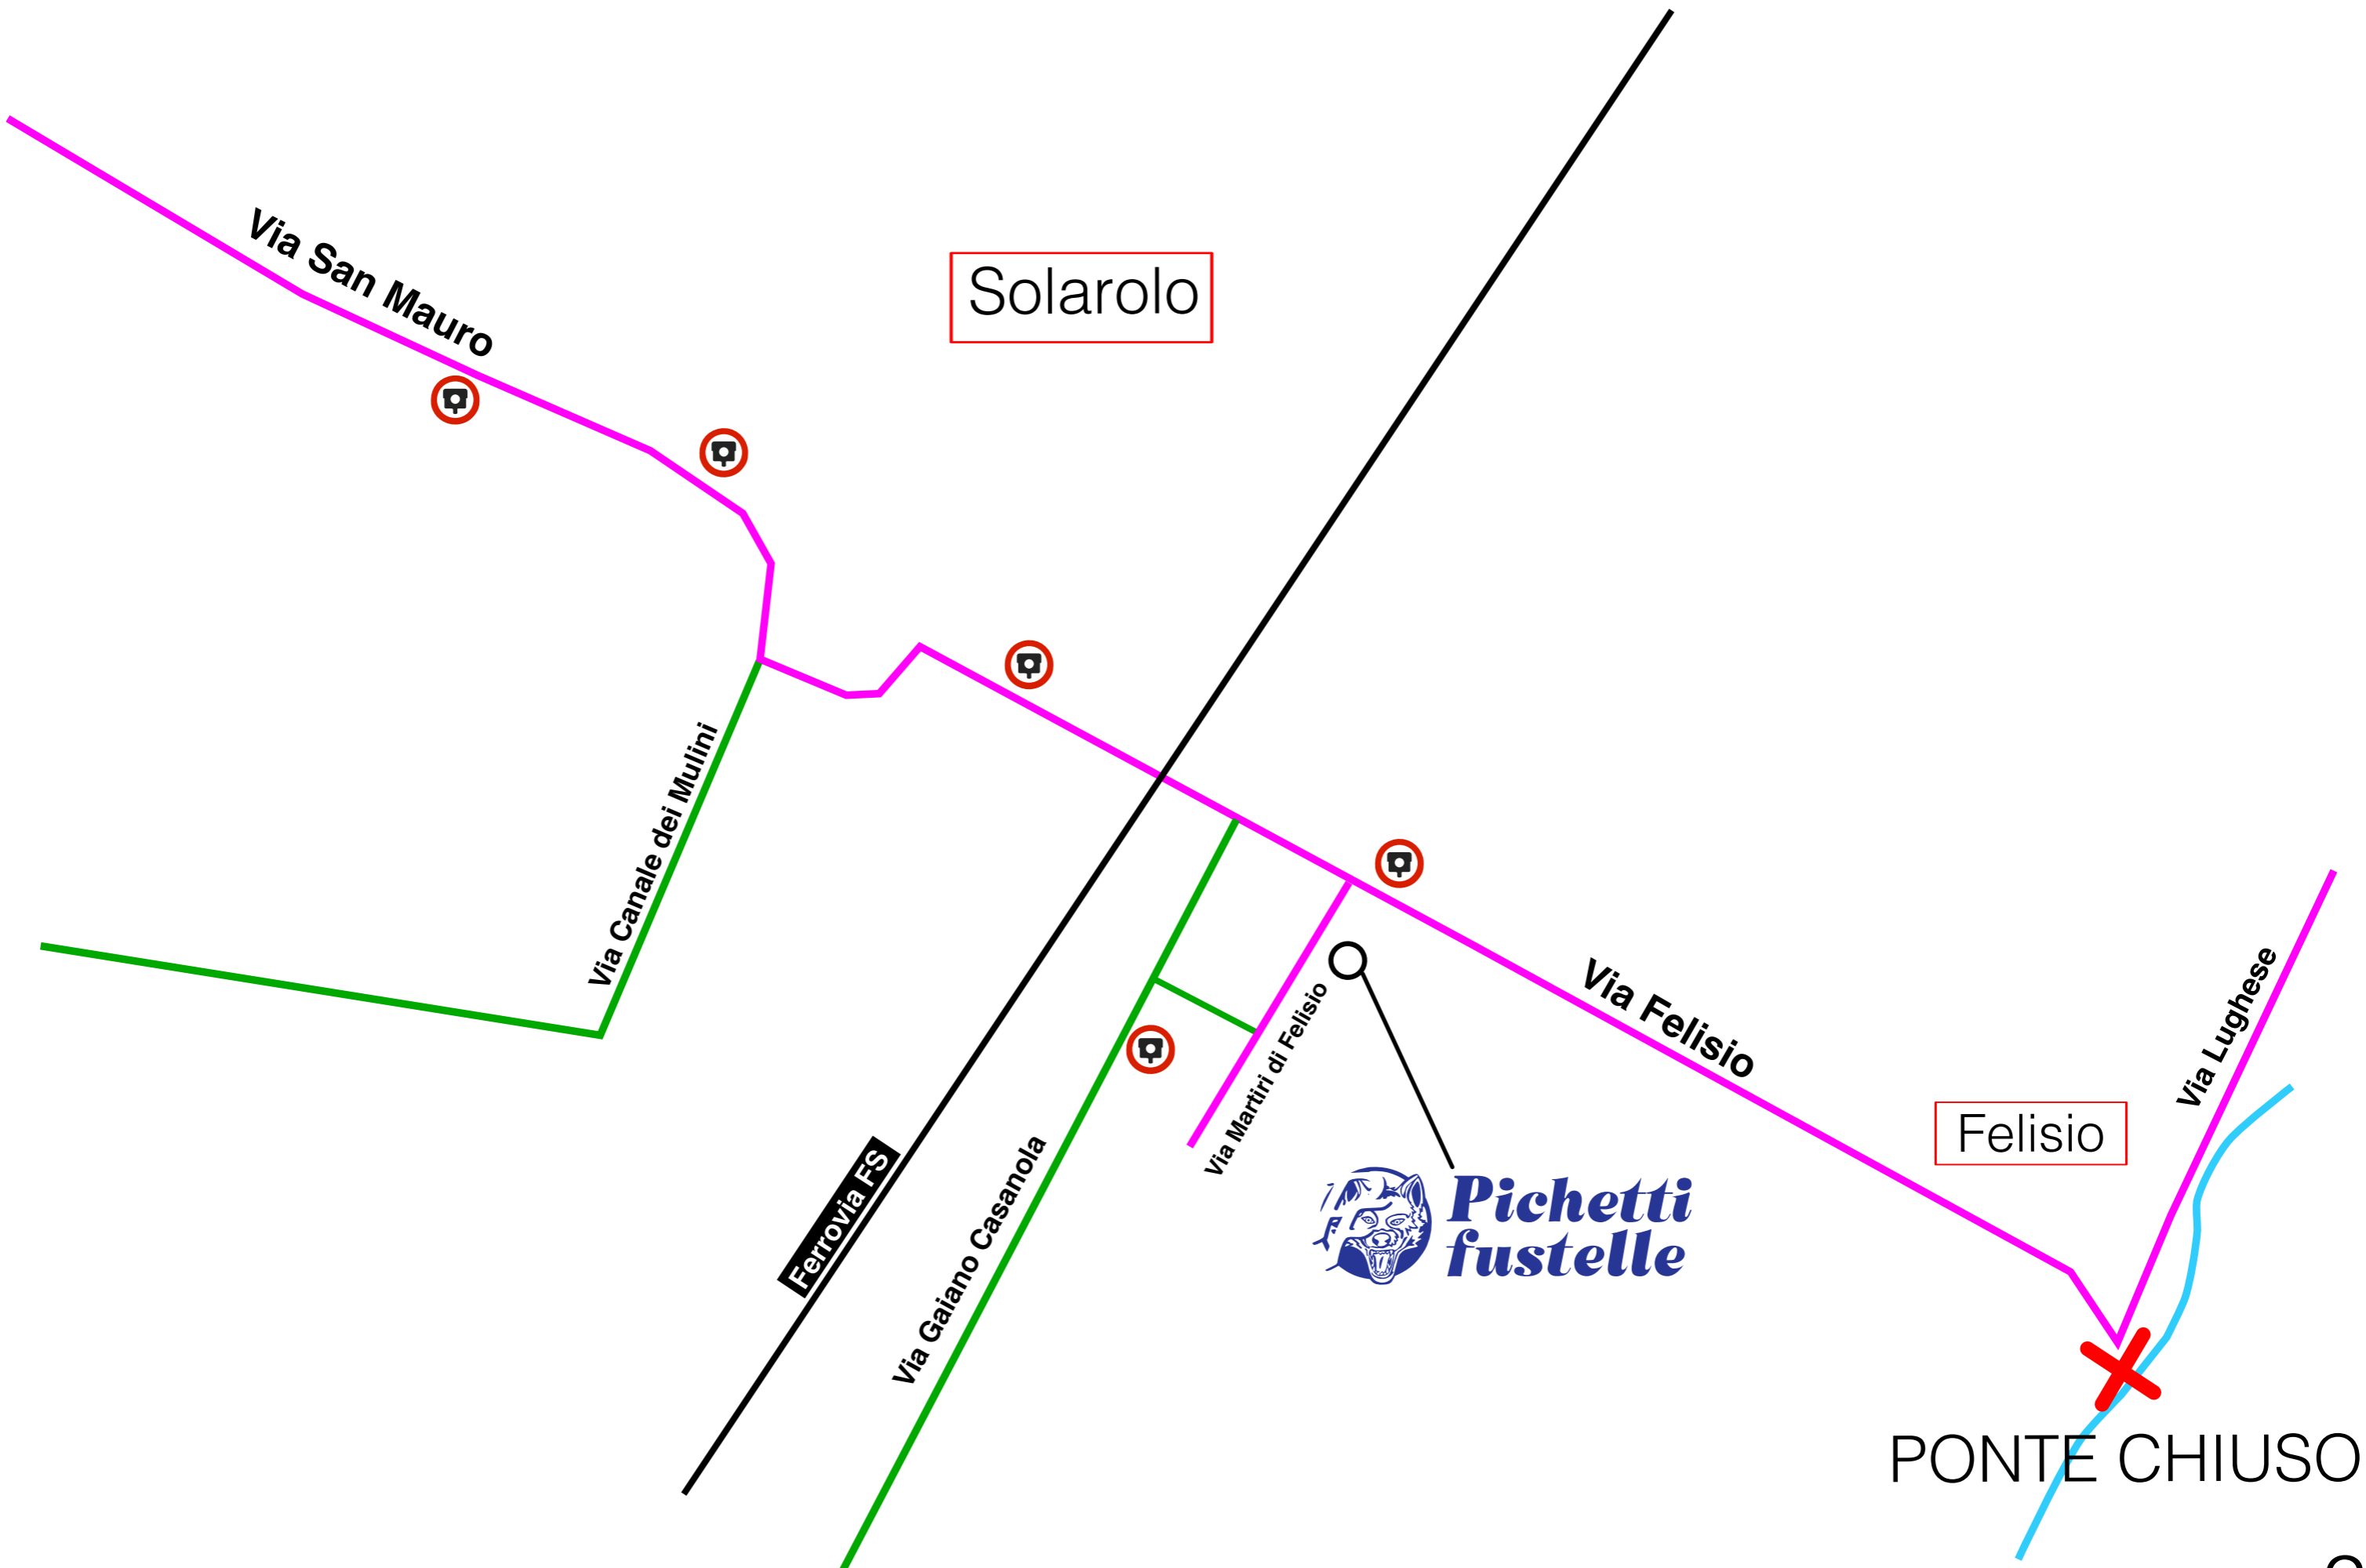 Via San Mauro
Solarolo
Via Canale dei Mulini
Via Felisio
Via Lughese
Via Martiri di Felisio
Felisio
Ferrovia FS
Via Gaiano Casanola
Pichetti
fustelle
PONTE CHIUSO